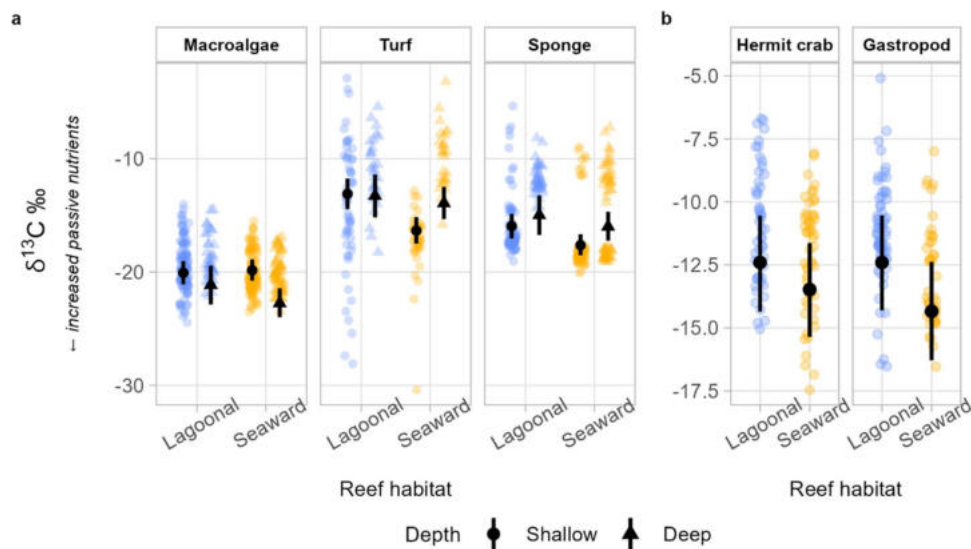 a
b
Macroalgae
Turf
Sponge
Hermit crab
Gastropod
δ¹³C ‰
← increased passive nutrients
-10
-20
-30
-5.0
-7.5
-10.0
-12.5
-15.0
-17.5
Lagoonal
Seaward
Lagoonal
Seaward
Lagoonal
Seaward
Lagoonal
Seaward
Lagoonal
Seaward
Reef habitat
Reef habitat
Depth Shallow Deep